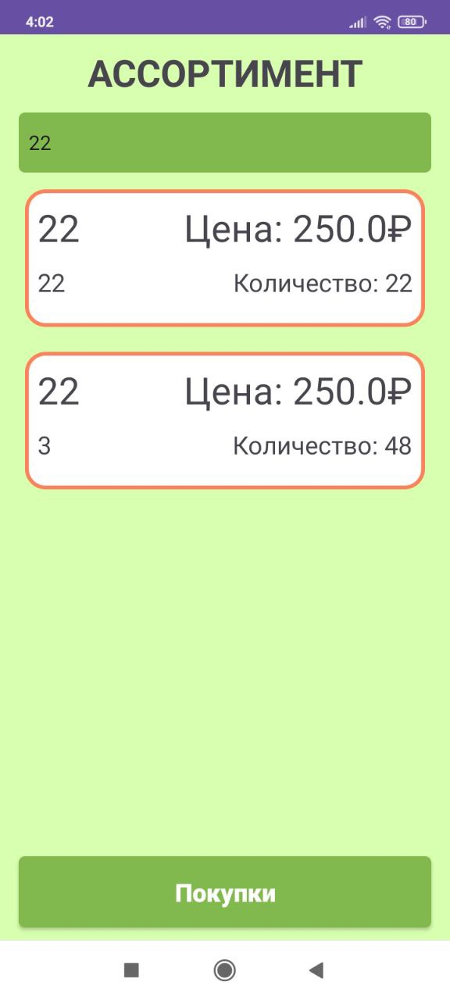 4:02
80
АССОРТИМЕНТ
22
22 Цена: 250.0₽
22 Количество: 22
22 Цена: 250.0₽
3 Количество: 48
Покупки